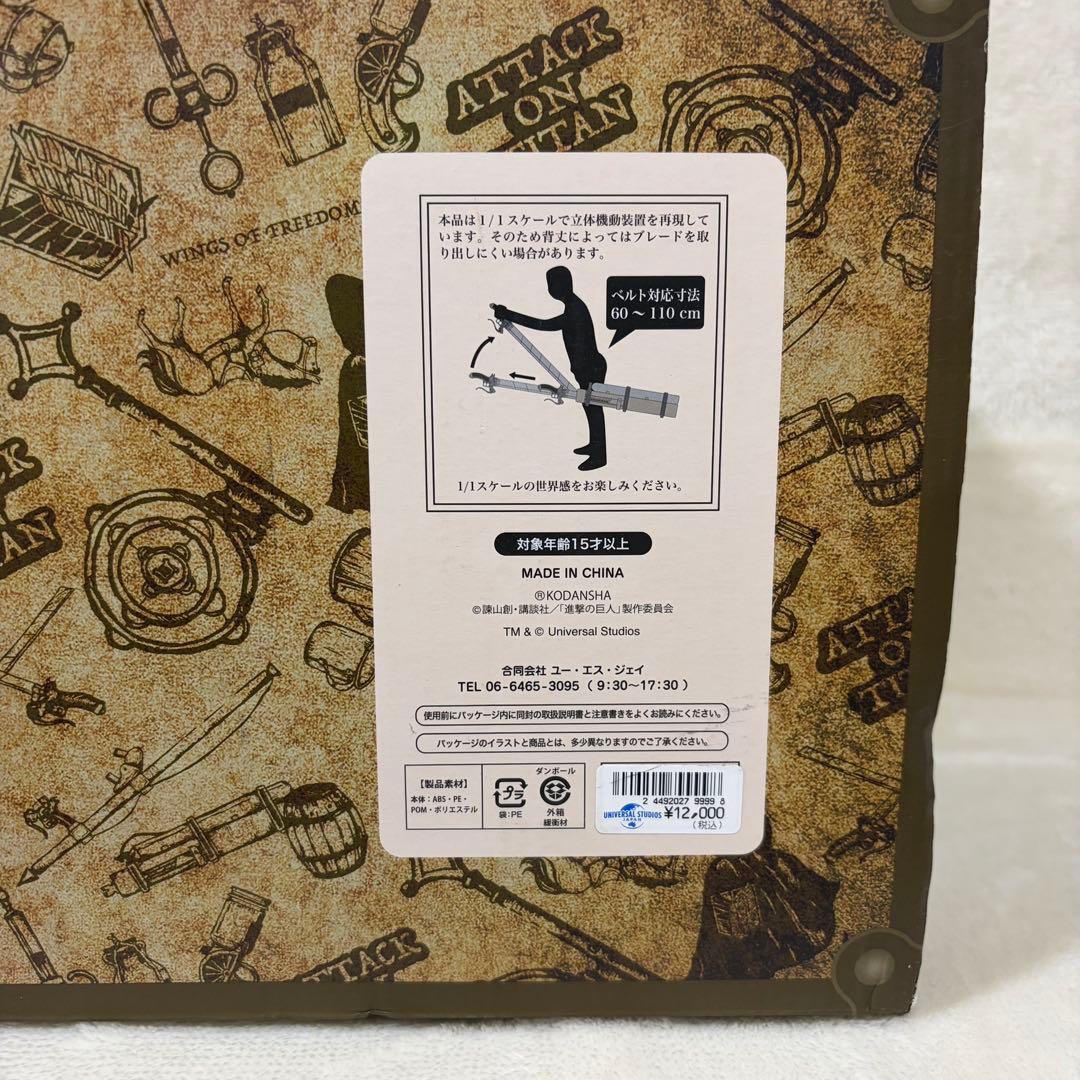 ATTACK
ON
TITAN
WINGS OF TREEDOM
本品は1/1スケールで立体機動装置を再現して
います。そのため背丈によってはブレードを取
り出しにくい場合があります。
ベルト対応寸法
60 ～ 110 cm
1/1スケールの世界感をお楽しみください。
対象年齢15才以上
MADE IN CHINA
®KODANSHA
©諫山創・講談社／「進撃の巨人」製作委員会
TM & © Universal Studios
合同会社 ユー・エス・ジェイ
TEL 06-6465-3095（ 9:30～17:30 ）
使用前にパッケージ内に同封の取扱説明書と注意書きをよくお読みください。
パッケージのイラストと商品とは、多少異なりますのでご了承ください。
【製品素材】
本体：ABS・PE・
POM・ポリエステル
プラ
袋：PE
ダンボール
外箱
緩衝材
2 4492027 9999 8
UNIVERSAL STUDIOS
JAPAN
¥12,000
（税込）
TAN
ATTACK
ON
ATTACK